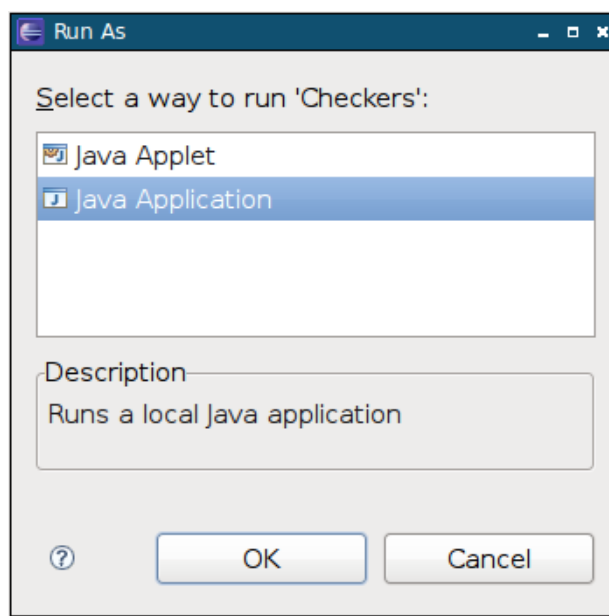 Run As
Select a way to run 'Checkers':
Java Applet
Java Application
Description
Runs a local Java application
OK
Cancel